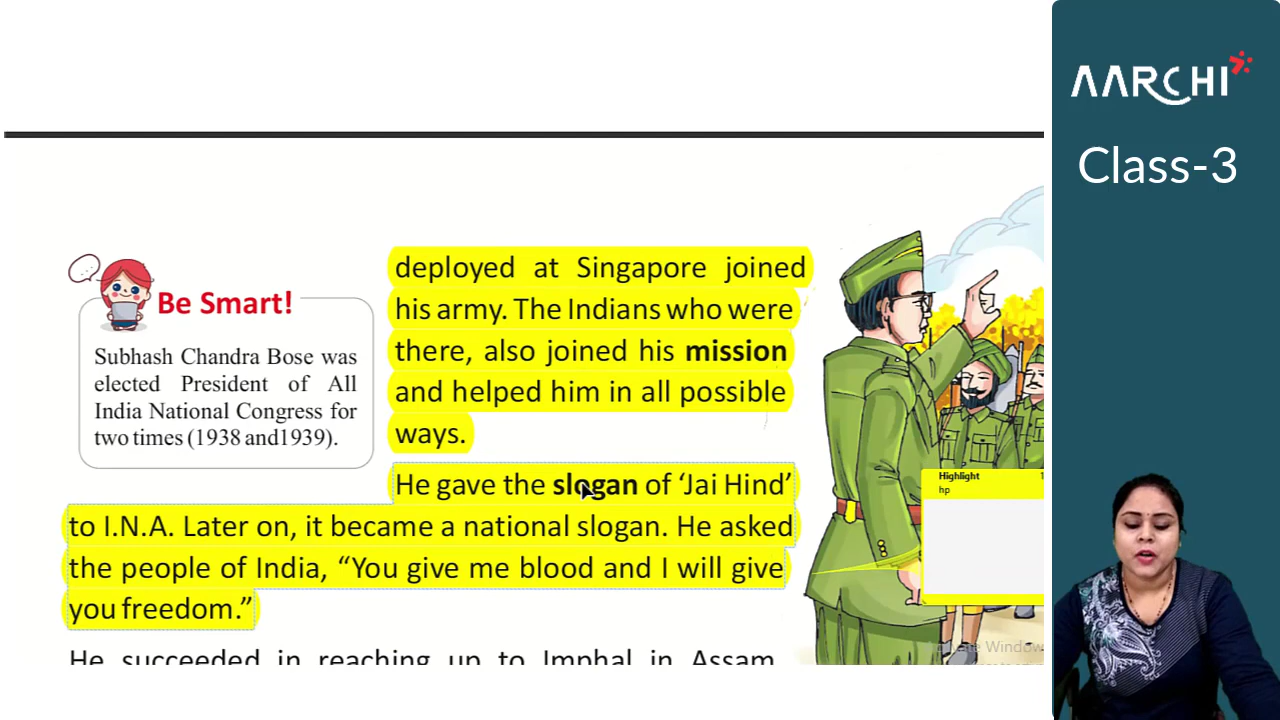 AARCHI
Class-3
Be Smart!
Subhash Chandra Bose was
elected President of All
India National Congress for
two times (1938 and1939).
deployed at Singapore joined
his army. The Indians who were
there, also joined his mission
and helped him in all possible
ways.
He gave the slogan of ‘Jai Hind’
to I.N.A. Later on, it became a national slogan. He asked
the people of India, “You give me blood and I will give
you freedom.”
He succeeded in reaching up to Imphal in Assam
Highlight
hp